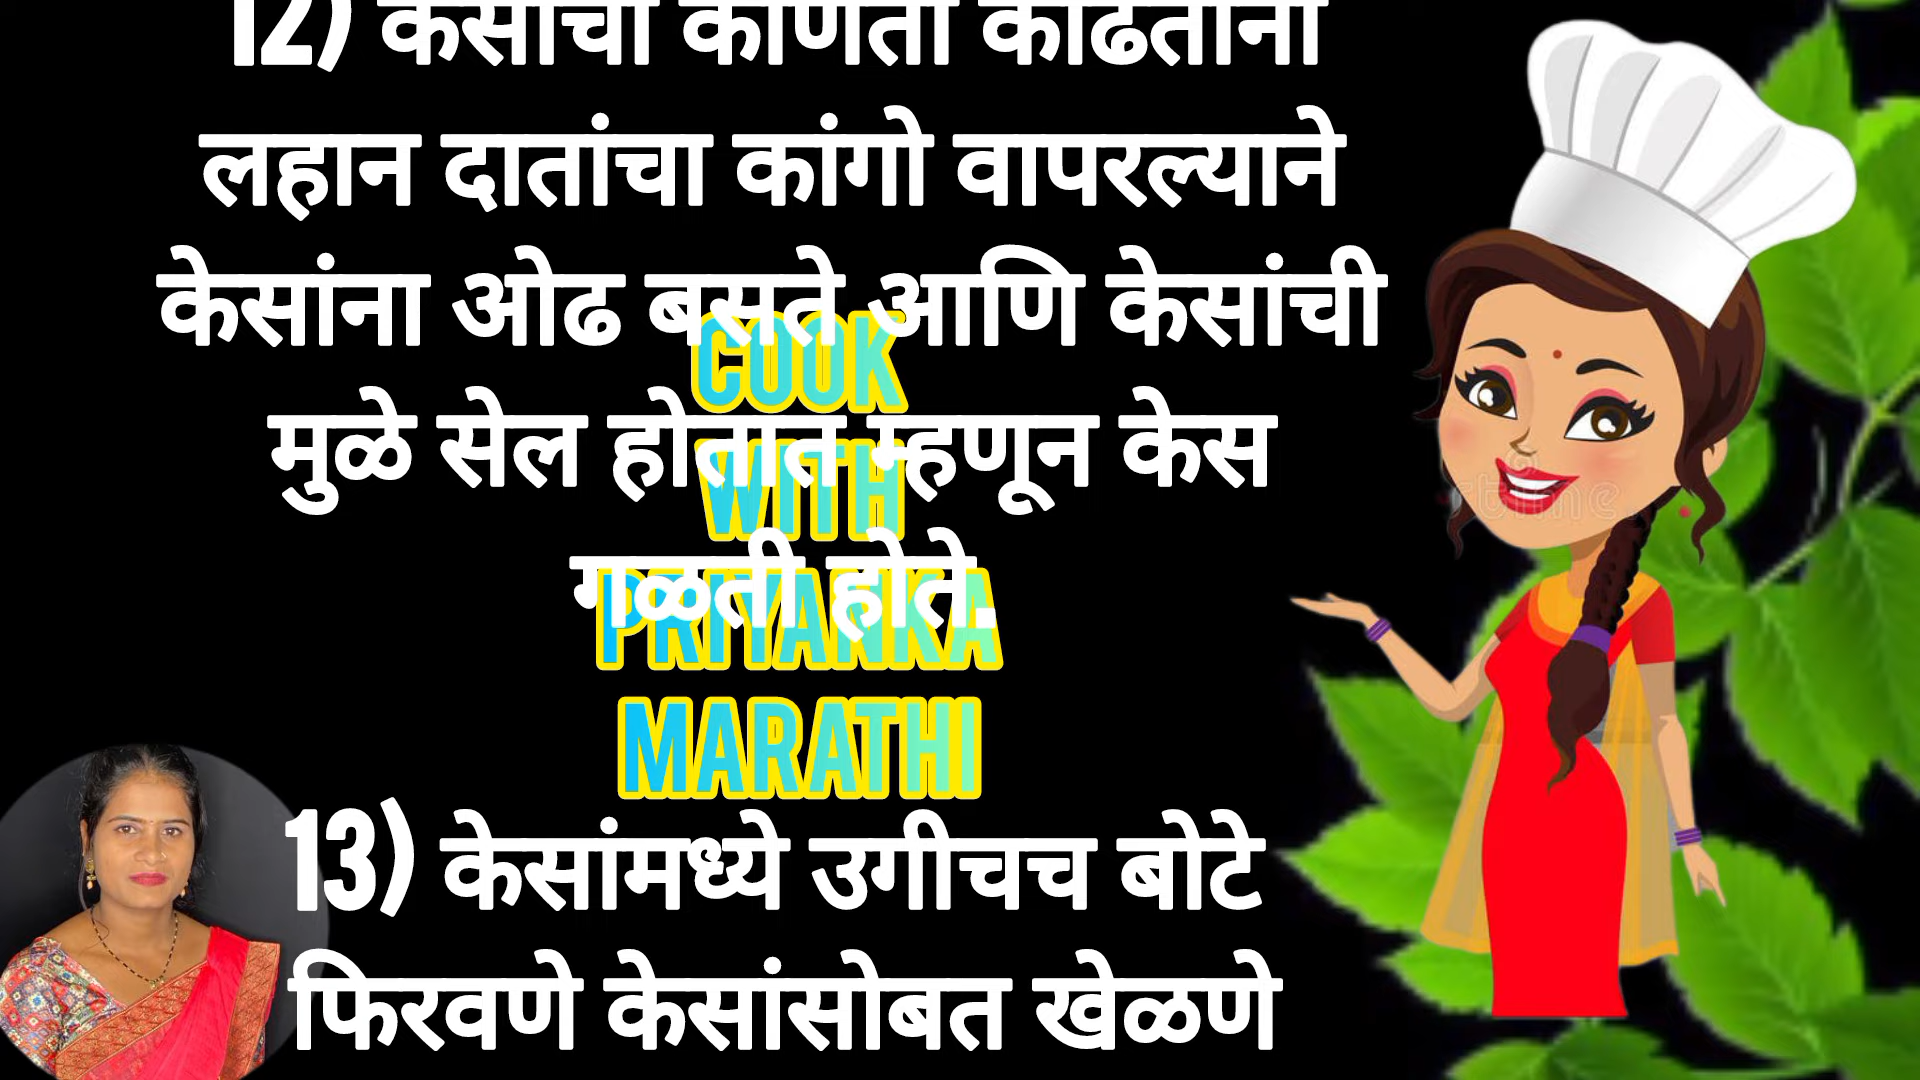 12) केसांचा कोणता काढताना
लहान दातांचा कांगो वापरल्याने
केसांना ओढ बसते आणि केसांची
मुळे सेल होतात म्हणून केस
गळती होते.
COOK
WITH
PRIYANKA
MARATHI
13) केसांमध्ये उगीचच बोटे
फिरवणे केसांसोबत खेळणे